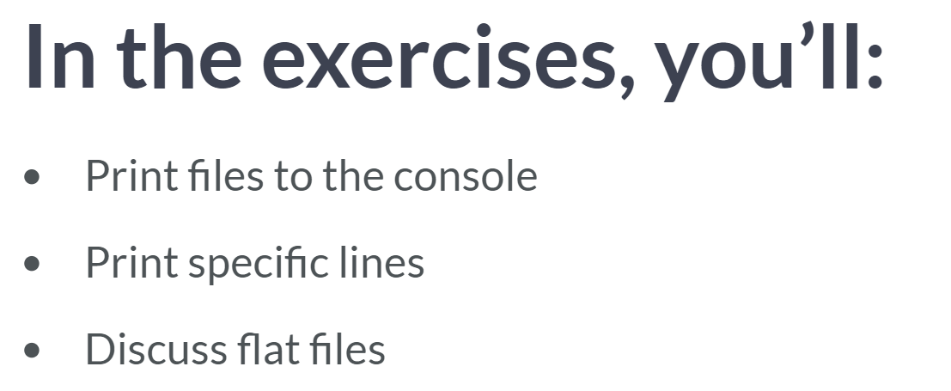 In the exercises, you’ll:
• Print files to the console
• Print specific lines
• Discuss flat files